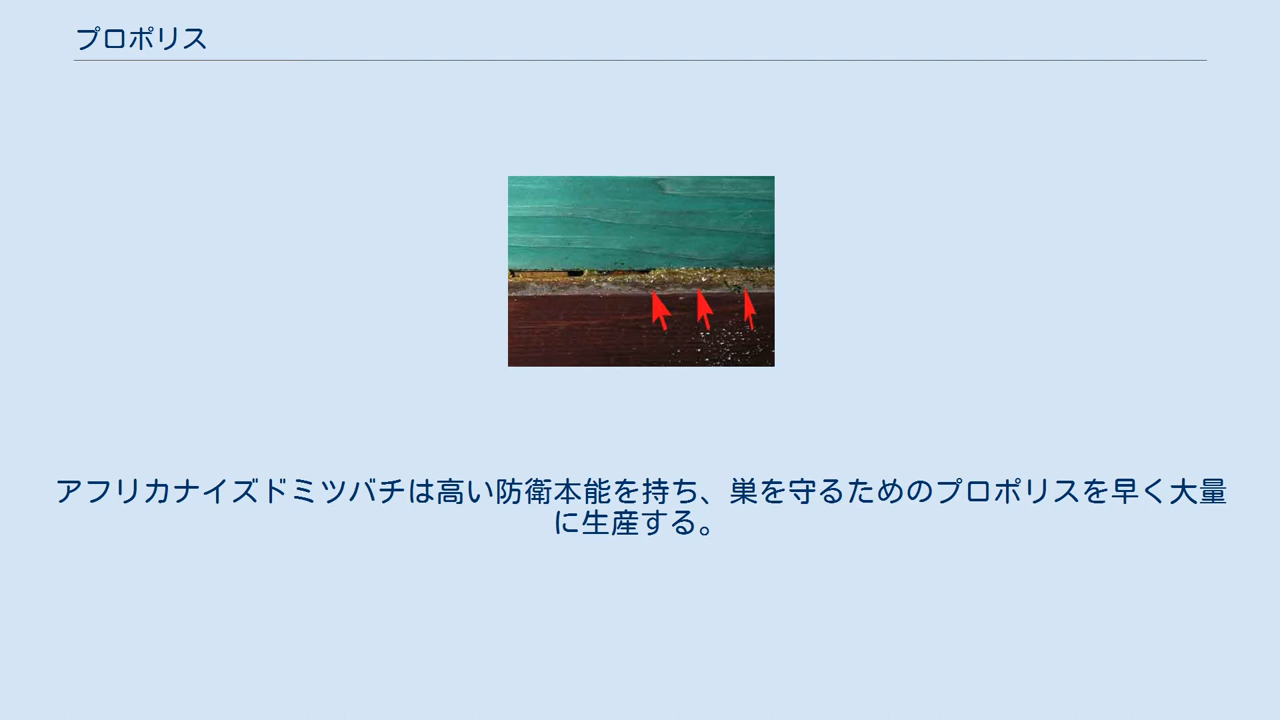 プロポリス
アフリカナイズドミツバチは高い防衛本能を持ち、巣を守るためのプロポリスを早く大量
に生産する。